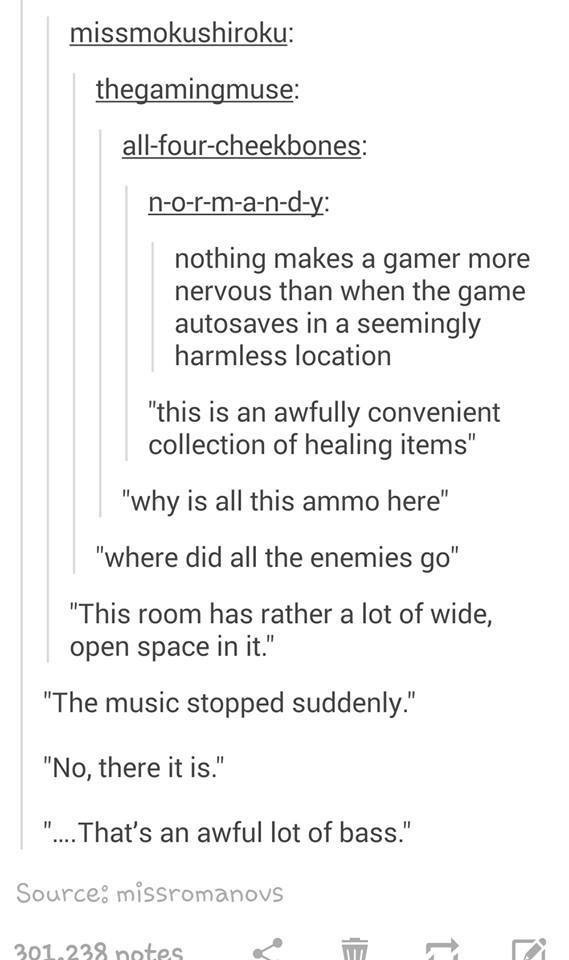 missmokushiroku:
thegamingmuse:
all-four-cheekbones:
n-o-r-m-a-n-d-y:
nothing makes a gamer more
nervous than when the game
autosaves in a seemingly
harmless location
"this is an awfully convenient
collection of healing items"
"why is all this ammo here"
"where did all the enemies go"
"This room has rather a lot of wide,
open space in it."
"The music stopped suddenly."
"No, there it is."
"....That's an awful lot of bass."
Source: missromanovs
301,238 notes